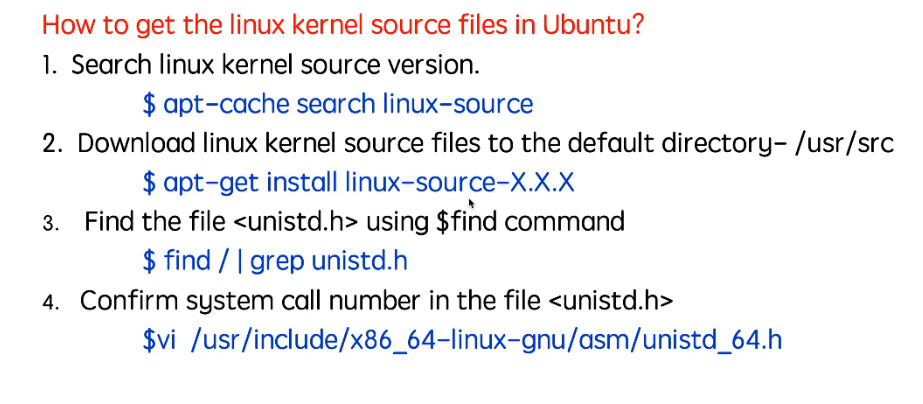 How to get the linux kernel source files in Ubuntu?
1. Search linux kernel source version.
$ apt-cache search linux-source
2. Download linux kernel source files to the default directory- /usr/src
$ apt-get install linux-source-X.X.X
3. Find the file <unistd.h> using $find command
$ find / | grep unistd.h
4. Confirm system call number in the file <unistd.h>
$vi /usr/include/x86_64-linux-gnu/asm/unistd_64.h